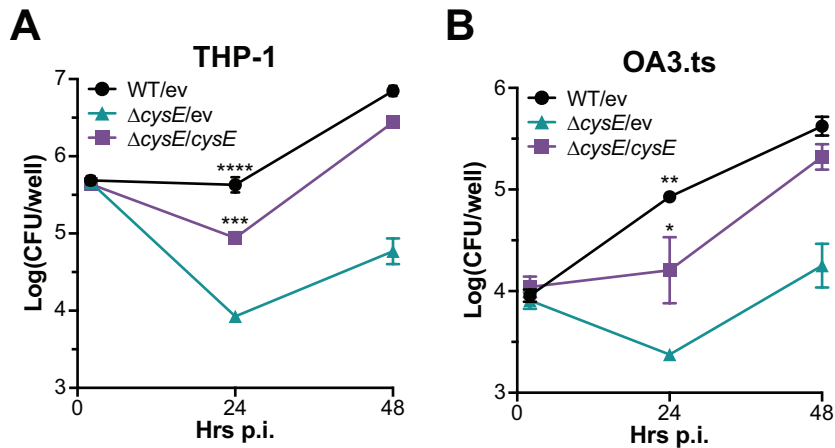 A
THP-1
WT/ev
ΔcysE/ev
ΔcysE/cysE
7
6
5
4
3
Log(CFU/well)
****
***
0
24
48
Hrs p.i.
B
OA3.ts
WT/ev
ΔcysE/ev
ΔcysE/cysE
6
5
4
3
Log(CFU/well)
**
*
0
24
48
Hrs p.i.